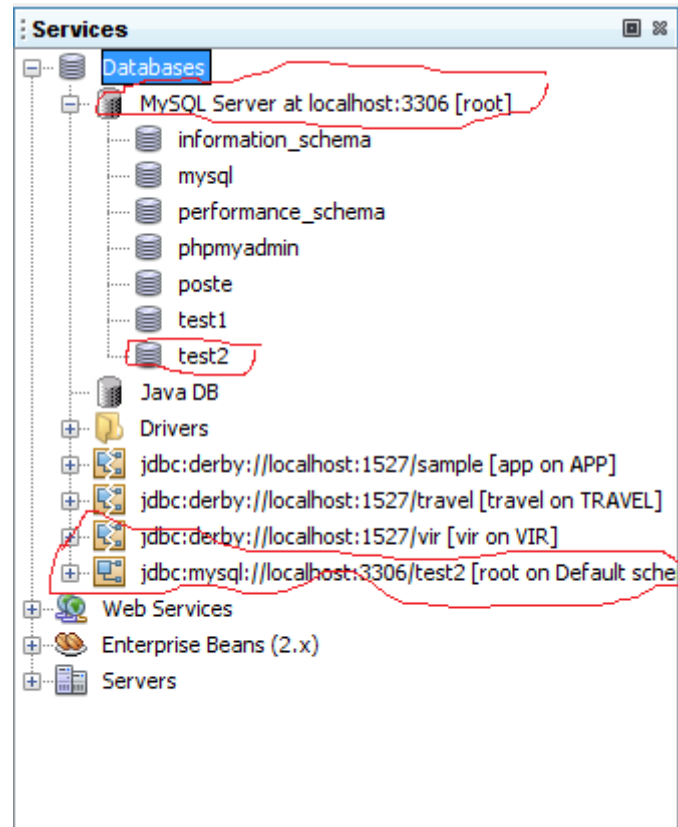 Services
Databases
MySQL Server at localhost:3306 [root]
information_schema
mysql
performance_schema
phpmyadmin
poste
test1
test2
Java DB
Drivers
jdbc:derby://localhost:1527/sample [app on APP]
jdbc:derby://localhost:1527/travel [travel on TRAVEL]
jdbc:derby://localhost:1527/vir [vir on VIR]
jdbc:mysql://localhost:3306/test2 [root on Default sche
Web Services
Enterprise Beans (2.x)
Servers